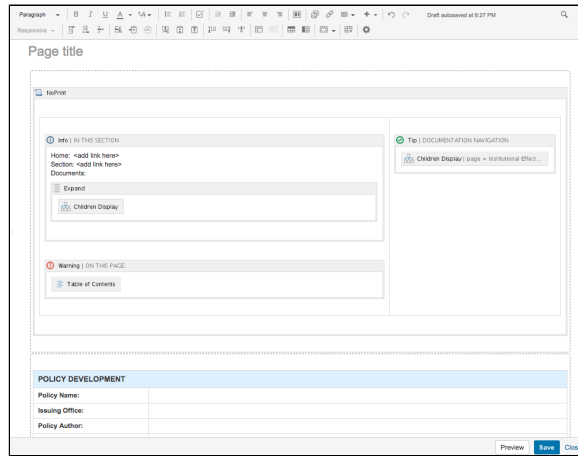 Paragraph B I U A Draft autosaved at 6:27 PM
Responsive
Page title
NoPrint
Info | IN THIS SECTION
Tip | DOCUMENTATION NAVIGATION
Home: <add link here>
Section: <add link here>
Documents:
Children Display | page = Institutional Effect...
Expand
Children Display
Warning | ON THIS PAGE:
Table of Contents
POLICY DEVELOPMENT
Policy Name:
Issuing Office:
Policy Author:
Preview Save Clos